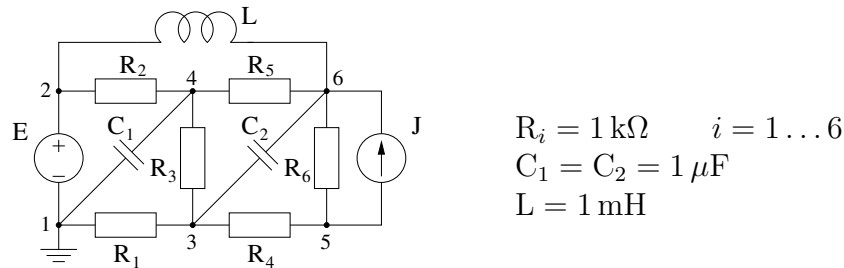 L
R₂
R₅
2
4
6
E
+
−
C₁
C₂
J
R₃
R₆
1
3
5
R₁
R₄
Rᵢ = 1 kΩ i = 1 … 6
C₁ = C₂ = 1 μF
L = 1 mH